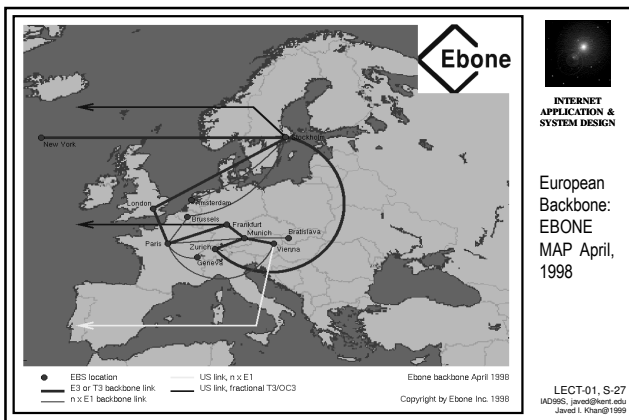 Ebone
New York
Stockholm
London
Amsterdam
Brussels
Frankfurt
Paris
Munich
Bratislava
Zurich
Vienna
Geneva
EBS location
US link, n x E1
Ebone backbone April 1998
E3 or T3 backbone link
US link, fractional T3/OC3
n x E1 backbone link
Copyright by Ebone Inc. 1998
INTERNET
APPLICATION &
SYSTEM DESIGN
European
Backbone:
EBONE
MAP April,
1998
LECT-01, S-27
IAD99S, javed@kent.edu
Javed I. Khan@1999